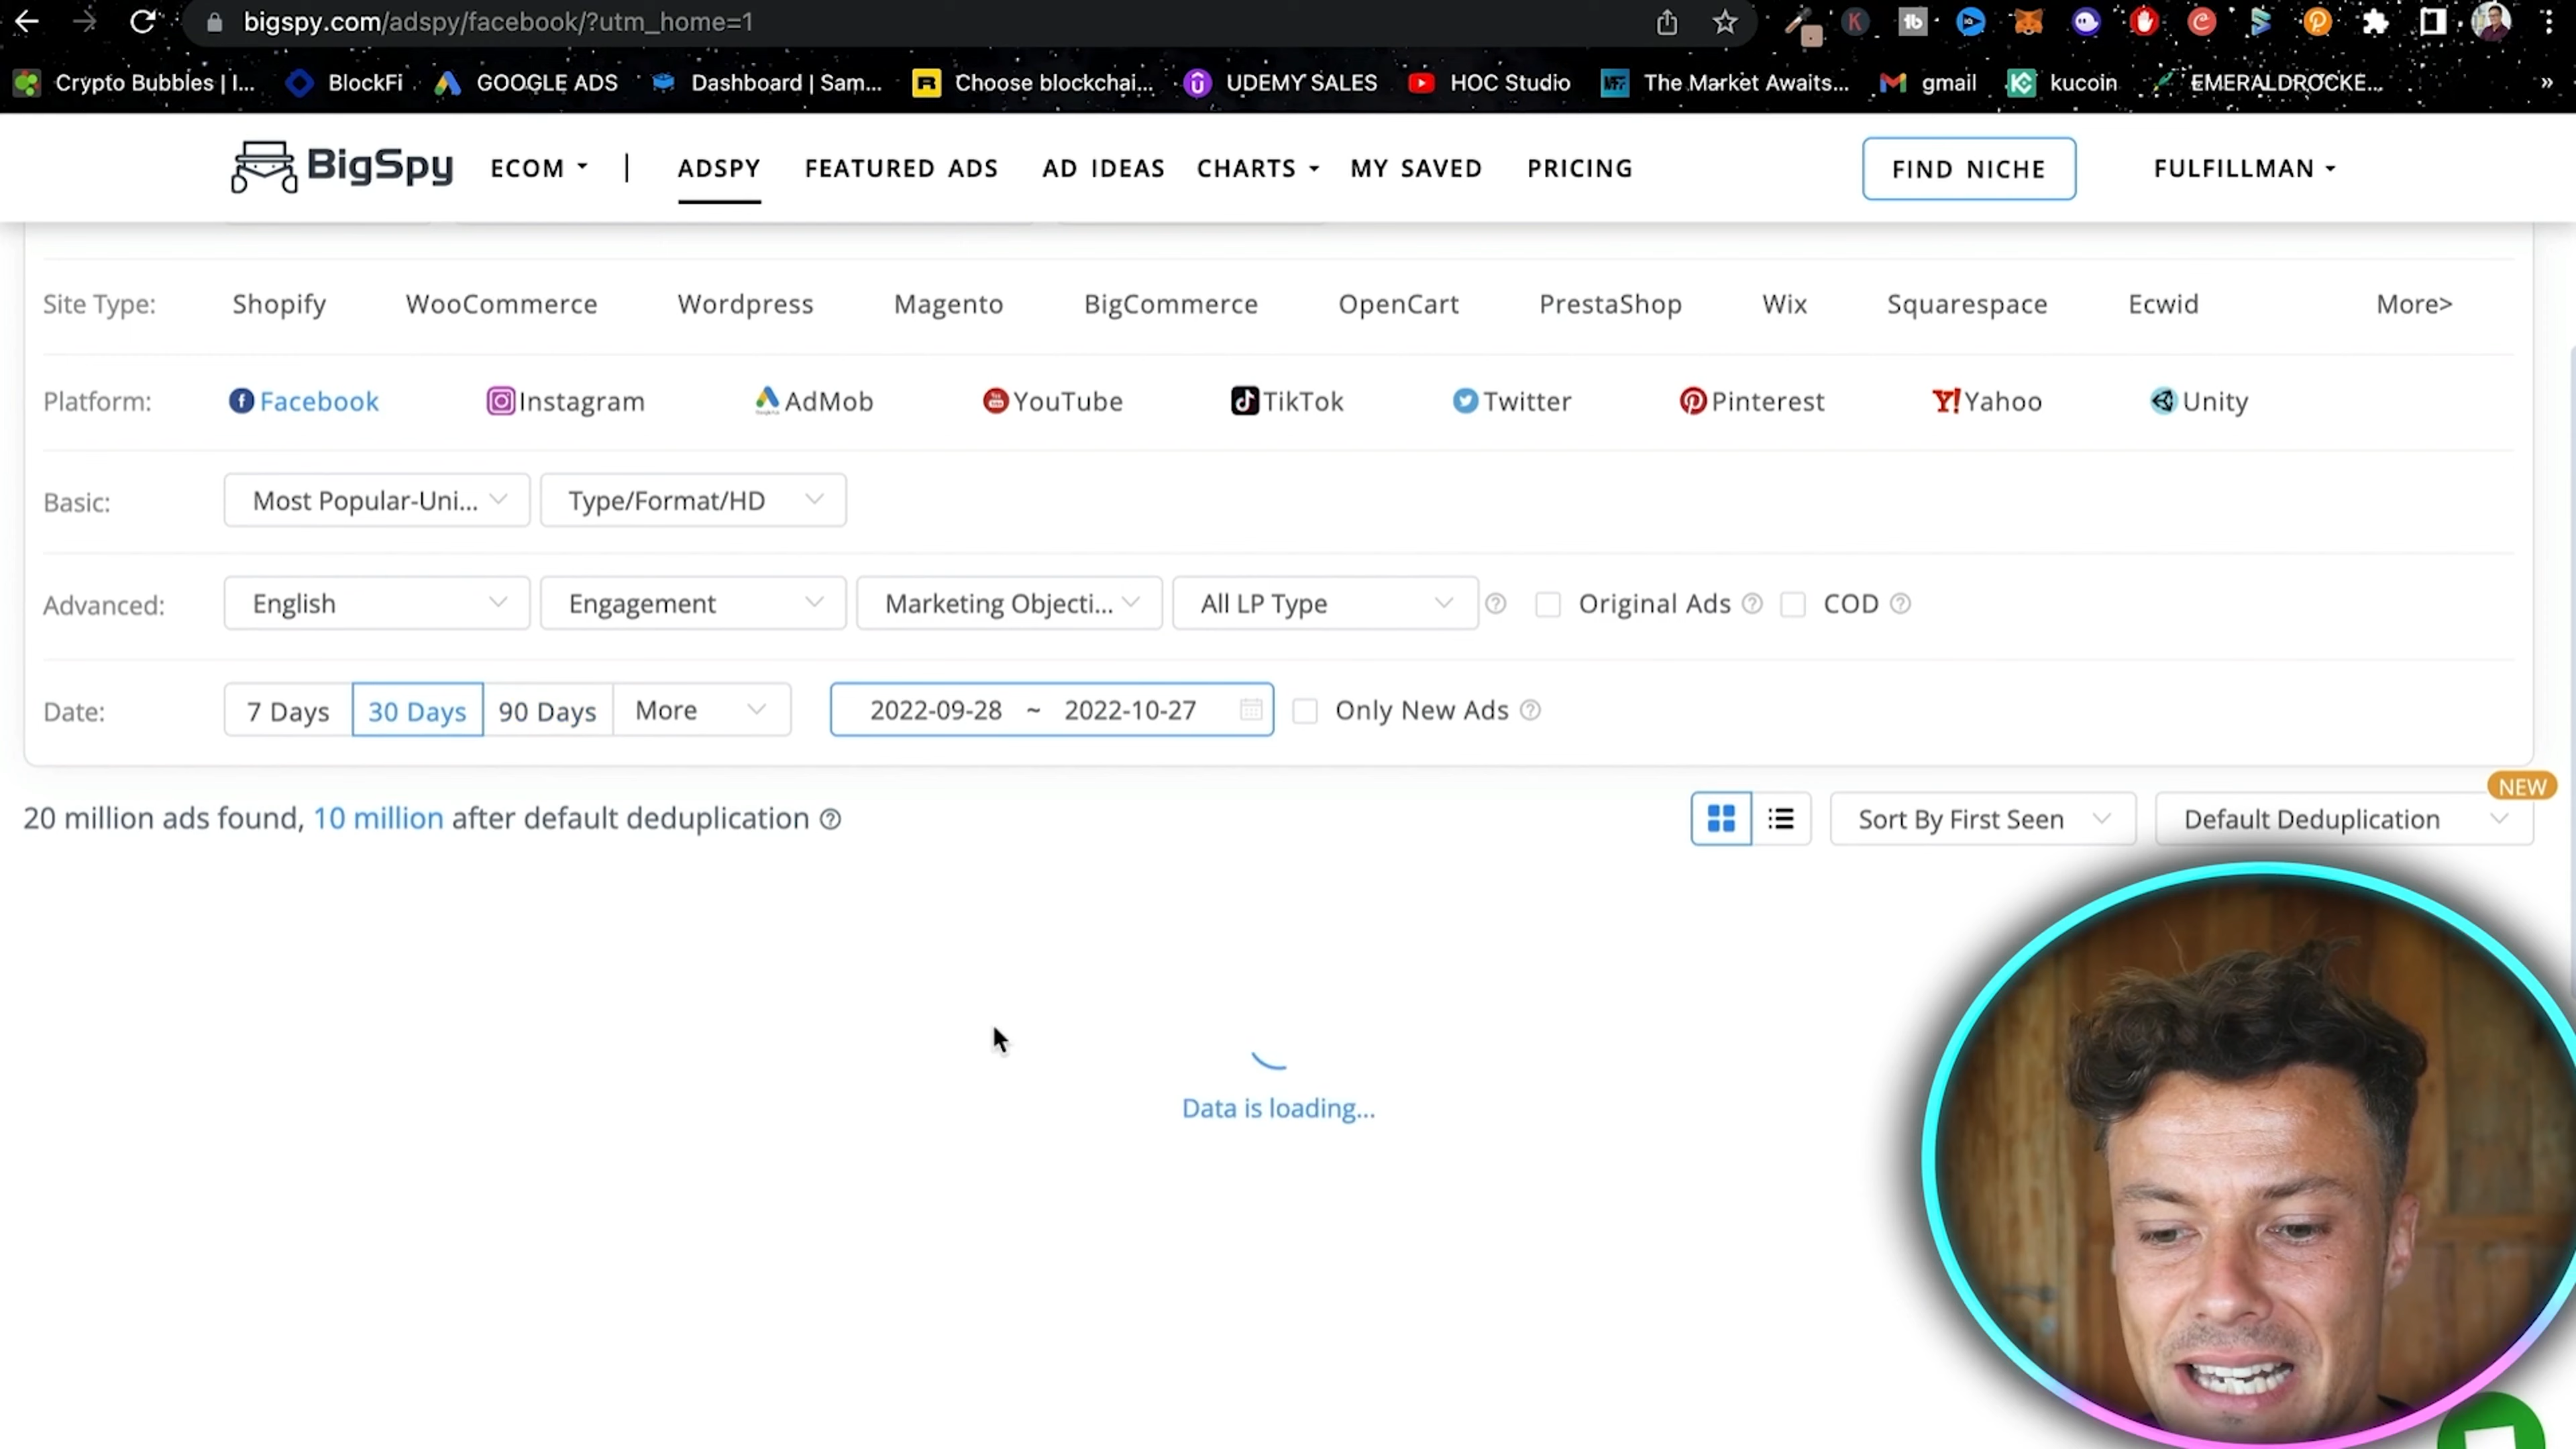 bigspy.com/adspy/facebook/?utm_home=1
Crypto Bubbles | I... BlockFi GOOGLE ADS Dashboard | Sam... Choose blockchai... UDEMY SALES HOC Studio The Market Awaits... gmail kucoin EMERALDROCKE... »
BigSpy ECOM | ADSPY FEATURED ADS AD IDEAS CHARTS MY SAVED PRICING FIND NICHE FULFILLMAN
Site Type: Shopify WooCommerce Wordpress Magento BigCommerce OpenCart PrestaShop Wix Squarespace Ecwid More>
Platform: Facebook Instagram AdMob YouTube TikTok Twitter Pinterest Yahoo Unity
Basic: Most Popular-Uni... Type/Format/HD
Advanced: English Engagement Marketing Objecti... All LP Type Original Ads COD
Date: 7 Days 30 Days 90 Days More 2022-09-28 ~ 2022-10-27 Only New Ads
NEW
20 million ads found, 10 million after default deduplication Sort By First Seen Default Deduplication
Data is loading...